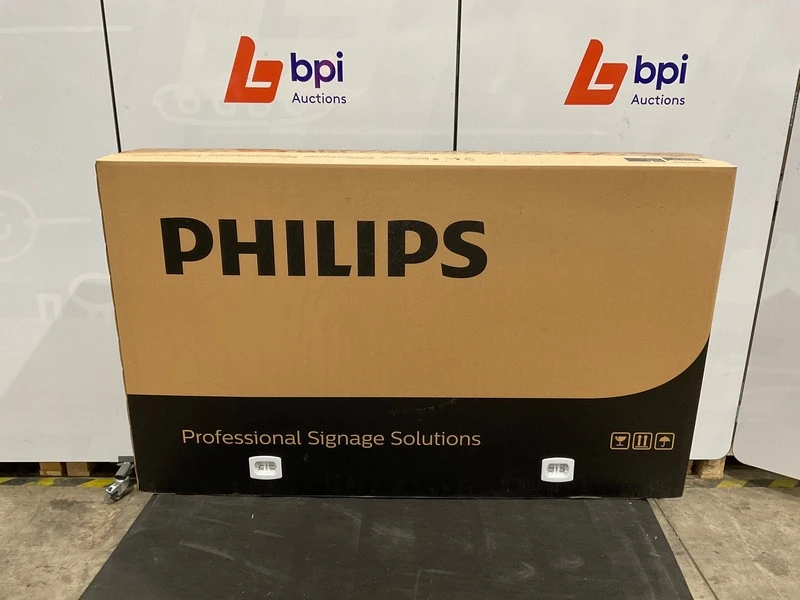 bpi
Auctions
bpi
Auctions
PHILIPS
Professional Signage Solutions